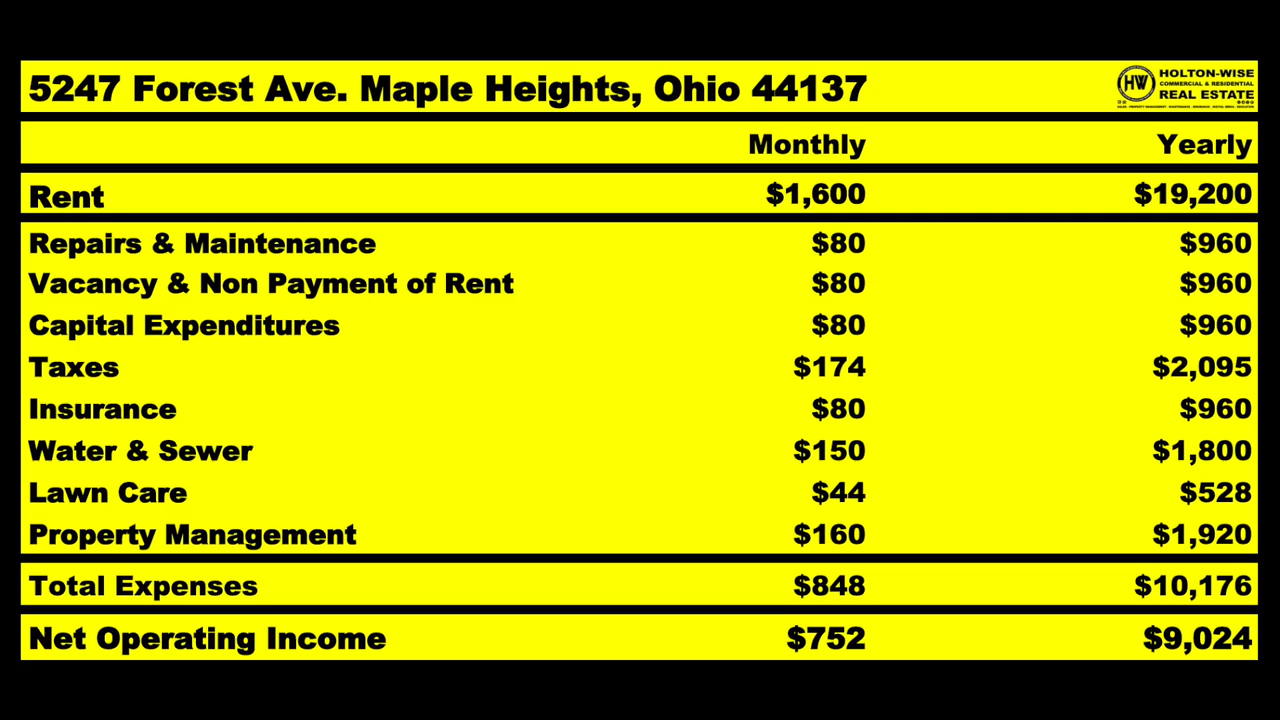 5247 Forest Ave. Maple Heights, Ohio 44137
HW
HOLTON-WISE
COMMERCIAL & RESIDENTIAL
REAL ESTATE
Monthly Yearly
Rent $1,600 $19,200
Repairs & Maintenance $80 $960
Vacancy & Non Payment of Rent $80 $960
Capital Expenditures $80 $960
Taxes $174 $2,095
Insurance $80 $960
Water & Sewer $150 $1,800
Lawn Care $44 $528
Property Management $160 $1,920
Total Expenses $848 $10,176
Net Operating Income $752 $9,024